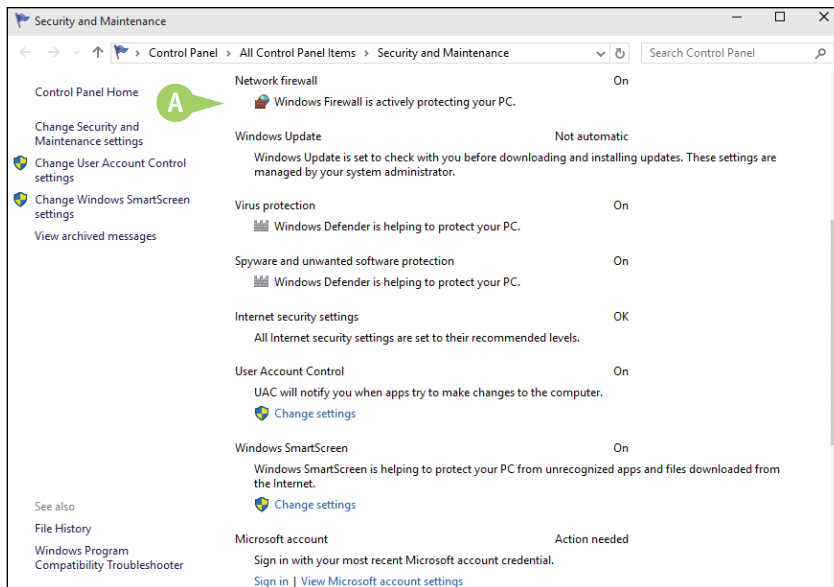 Security and Maintenance
Control Panel > All Control Panel Items > Security and Maintenance
Search Control Panel
Control Panel Home
Change Security and
Maintenance settings
Change User Account Control
settings
Change Windows SmartScreen
settings
View archived messages
See also
File History
Windows Program
Compatibility Troubleshooter
A
Network firewall On
Windows Firewall is actively protecting your PC.
Windows Update Not automatic
Windows Update is set to check with you before downloading and installing updates. These settings are
managed by your system administrator.
Virus protection On
Windows Defender is helping to protect your PC.
Spyware and unwanted software protection On
Windows Defender is helping to protect your PC.
Internet security settings OK
All Internet security settings are set to their recommended levels.
User Account Control On
UAC will notify you when apps try to make changes to the computer.
Change settings
Windows SmartScreen On
Windows SmartScreen is helping to protect your PC from unrecognized apps and files downloaded from
the Internet.
Change settings
Microsoft account Action needed
Sign in with your most recent Microsoft account credential.
Sign in | View Microsoft account settings